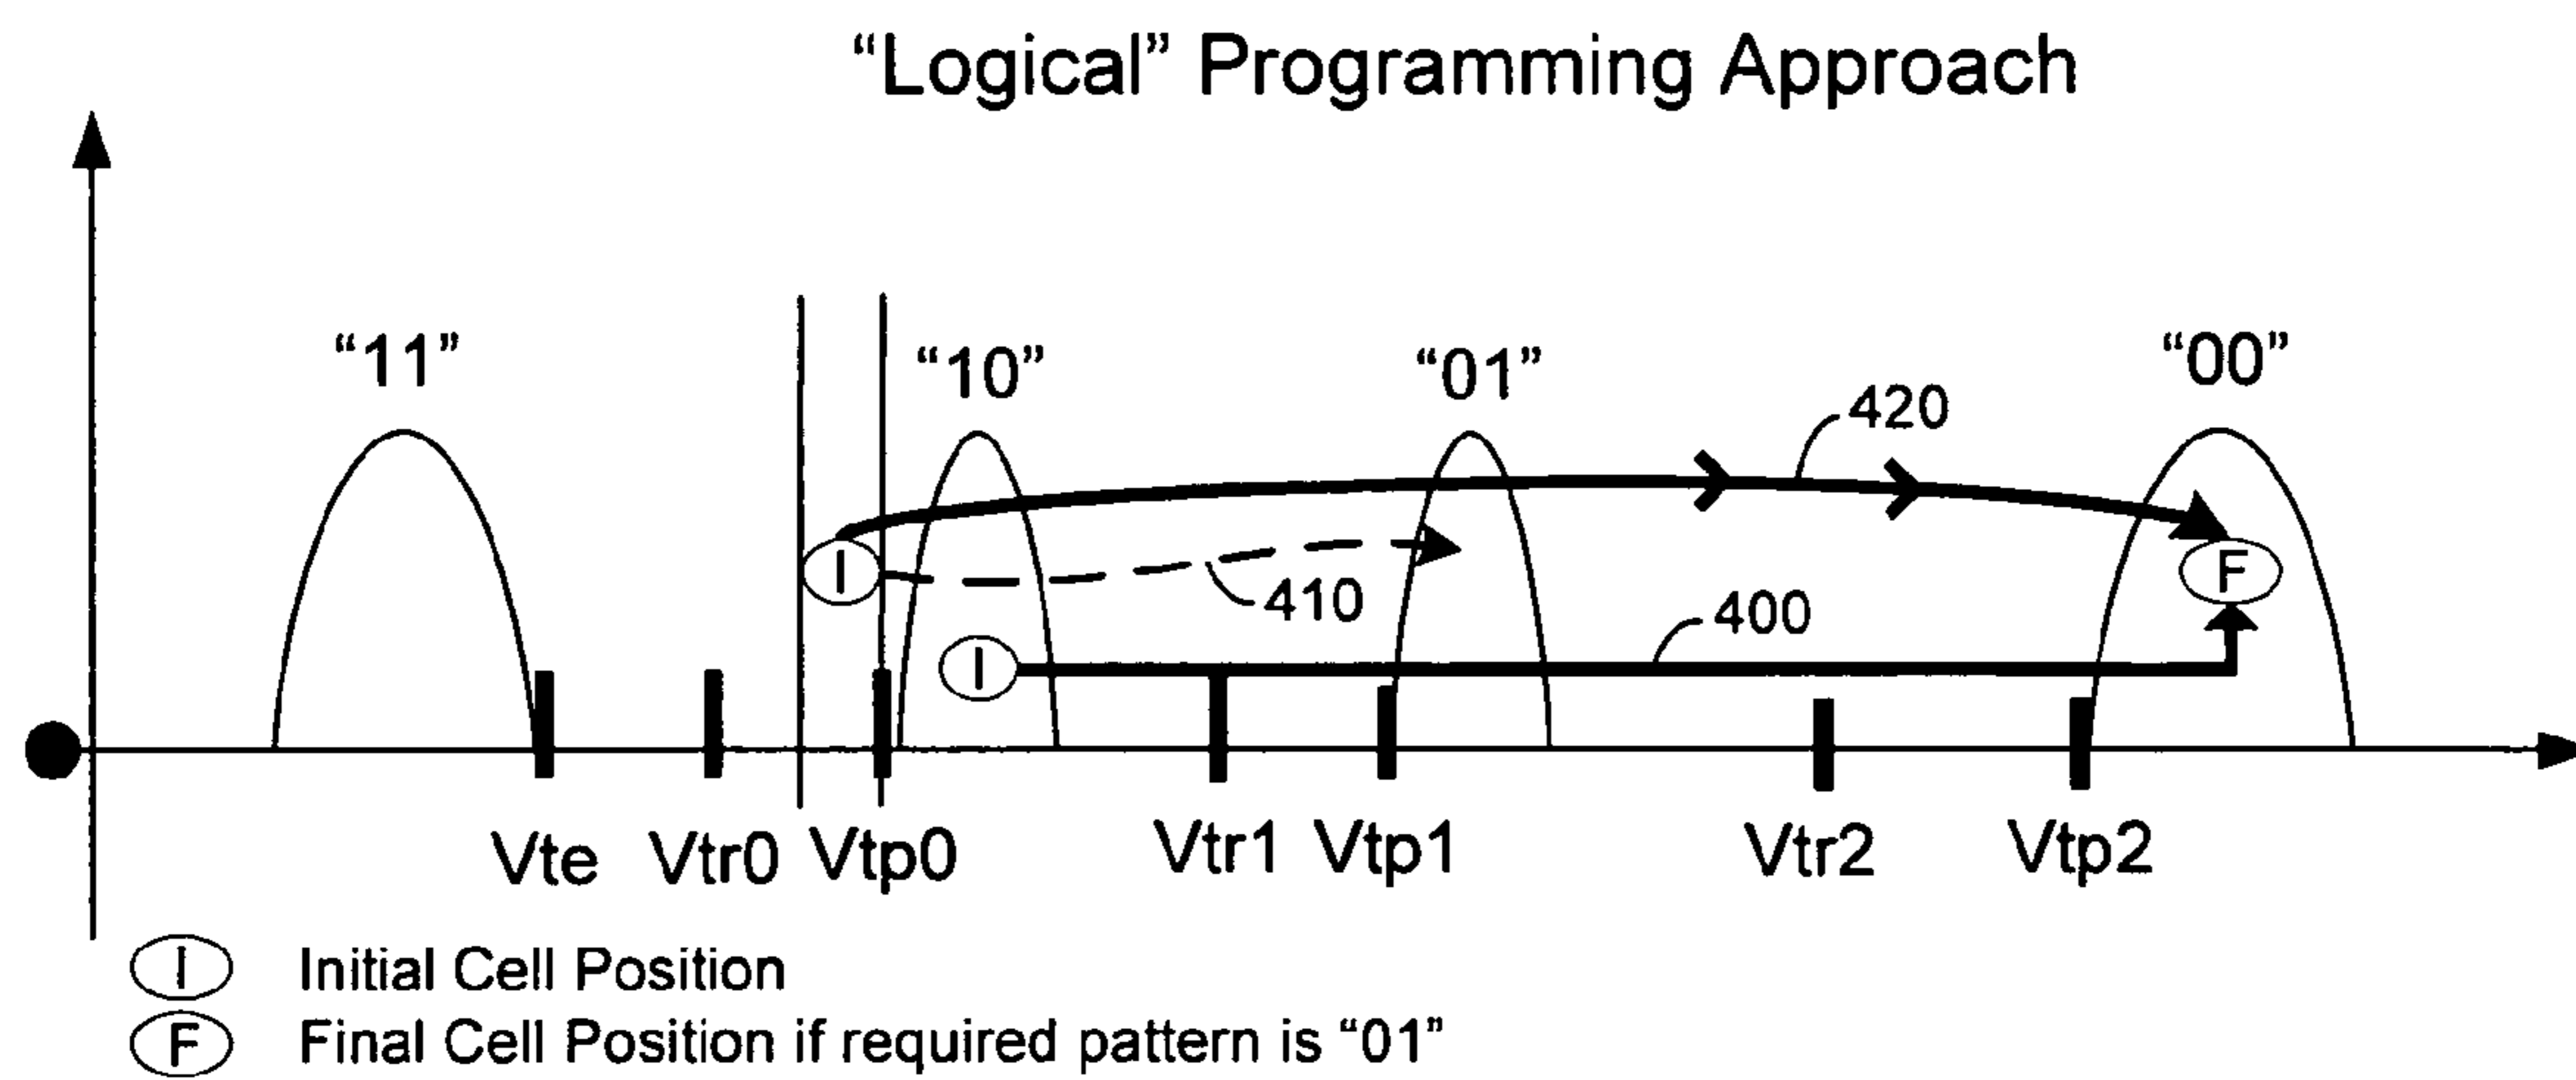 “Logical” Programming Approach
“11”
“10”
“01”
“00”
420
I
F
410
400
I
Vte Vtr0 Vtp0 Vtr1 Vtp1 Vtr2 Vtp2
I Initial Cell Position
F Final Cell Position if required pattern is “01”